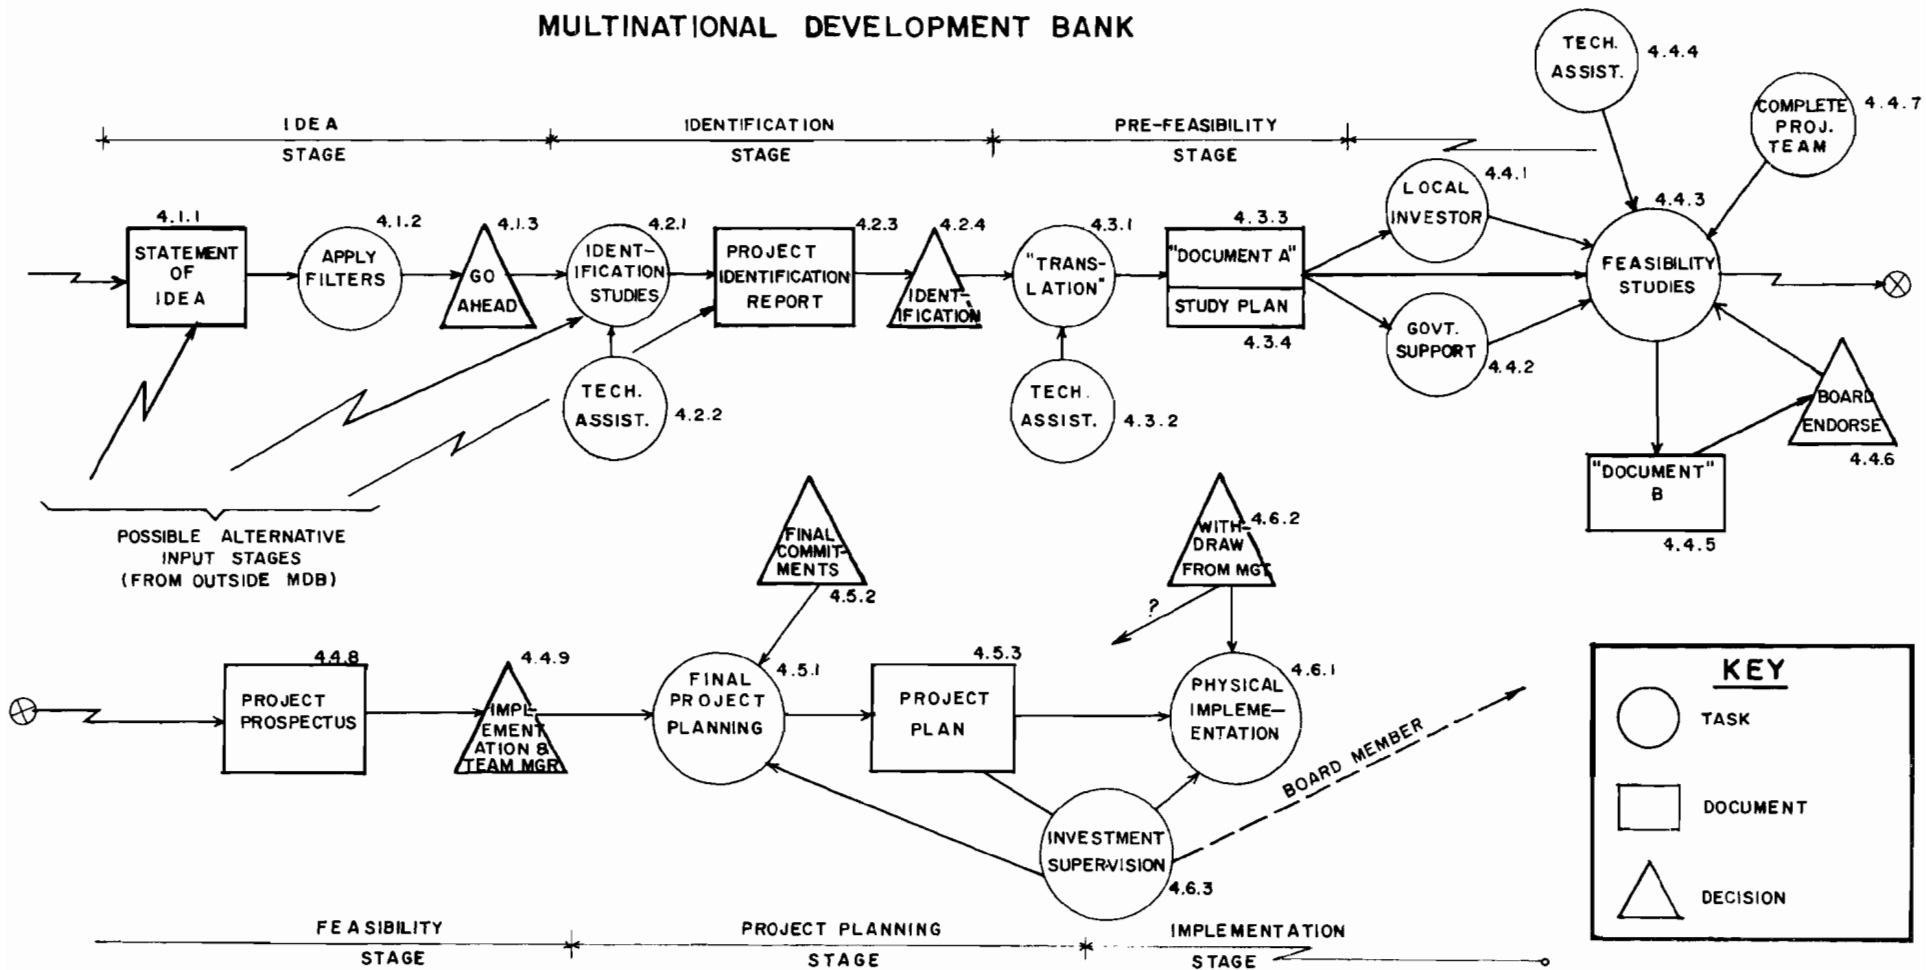 MULTINATIONAL DEVELOPMENT BANK
IDEA
STAGE
IDENTIFICATION
STAGE
PRE-FEASIBILITY
STAGE
TECH.
ASSIST.
4.4.4
COMPLETE
PROJ.
TEAM
4.4.7
4.1.1
STATEMENT
OF
IDEA
4.1.2
APPLY
FILTERS
4.1.3
GO
AHEAD
4.2.1
IDENT-
IFICATION
STUDIES
4.2.3
PROJECT
IDENTIFICATION
REPORT
4.2.4
IDENT-
IFICATION
4.3.1
"TRANS-
LATION"
4.3.3
"DOCUMENT A"
STUDY PLAN
4.3.4
4.4.1
LOCAL
INVESTOR
GOVT.
SUPPORT
4.4.2
4.4.3
FEASIBILITY
STUDIES
TECH.
ASSIST.
4.2.2
TECH.
ASSIST.
4.3.2
BOARD
ENDORSE
4.4.6
"DOCUMENT"
B
4.4.5
POSSIBLE ALTERNATIVE
INPUT STAGES
(FROM OUTSIDE MDB)
FINAL
COMMIT-
MENTS
4.5.2
4.6.2
WITH-
DRAW
FROM MGT
?
4.4.8
PROJECT
PROSPECTUS
4.4.9
IMPL-
EMENT
ATION &
TEAM MGR
4.5.1
FINAL
PROJECT
PLANNING
4.5.3
PROJECT
PLAN
4.6.1
PHYSICAL
IMPLEME-
ENTATION
INVESTMENT
SUPERVISION
4.6.3
BOARD MEMBER
KEY
TASK
DOCUMENT
DECISION
FEASIBILITY
STAGE
PROJECT PLANNING
STAGE
IMPLEMENTATION
STAGE